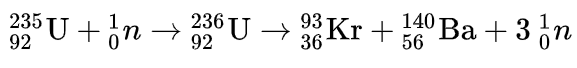 ²³⁵₉₂U + ¹₀n → ²³⁶₉₂U → ⁹³₃₆Kr + ¹⁴⁰₅₆Ba + 3 ¹₀n